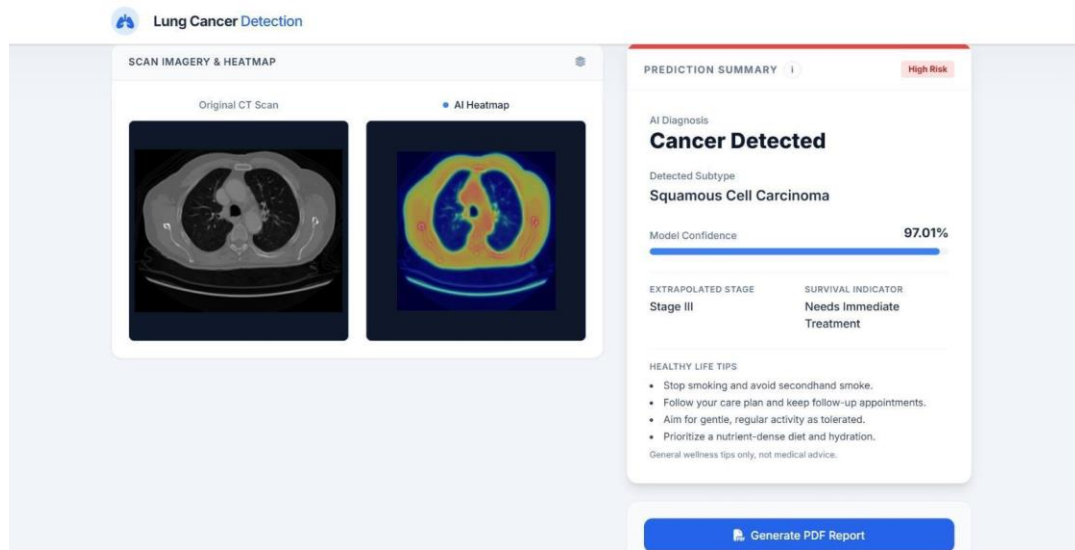 Lung Cancer Detection
SCAN IMAGERY & HEATMAP
Original CT Scan
AI Heatmap
PREDICTION SUMMARY i
High Risk
AI Diagnosis
Cancer Detected
Detected Subtype
Squamous Cell Carcinoma
Model Confidence 97.01%
EXTRAPOLATED STAGE
Stage III
SURVIVAL INDICATOR
Needs Immediate
Treatment
HEALTHY LIFE TIPS
• Stop smoking and avoid secondhand smoke.
• Follow your care plan and keep follow-up appointments.
• Aim for gentle, regular activity as tolerated.
• Prioritize a nutrient-dense diet and hydration.
General wellness tips only, not medical advice.
Generate PDF Report